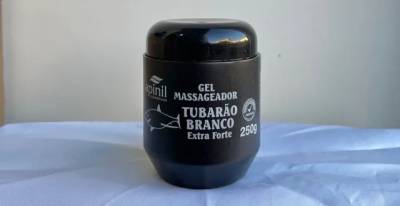 GEL
MASSAGEADOR
TUBARÃO
BRANCO
Extra Forte
250g